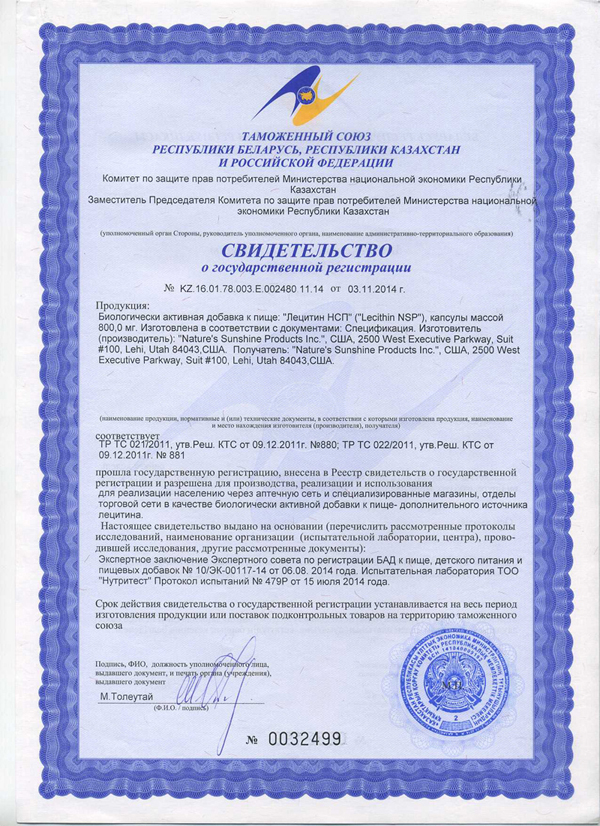 ТАМОЖЕННЫЙ СОЮЗ
РЕСПУБЛИКИ БЕЛАРУСЬ, РЕСПУБЛИКИ КАЗАХСТАН
И РОССИЙСКОЙ ФЕДЕРАЦИИ
Комитет по защите прав потребителей Министерства национальной экономики Республики
Казахстан
Заместитель Председателя Комитета по защите прав потребителей Министерства национальной
экономики Республики Казахстан
(уполномоченный орган Стороны, руководитель уполномоченного органа, наименование административно-территориального образования)
СВИДЕТЕЛЬСТВО
о государственной регистрации
№ KZ.16.01.78.003.E.002480 11.14 от 03.11.2014 г.
Продукция:
Биологически активная добавка к пище: "Лецитин НСП" ("Lecithin NSP"), капсулы массой
800,0 мг. Изготовлена в соответствии с документами: Спецификация. Изготовитель
(производитель): "Nature's Sunshine Products Inc.", США, 2500 West Executive Parkway, Suit
#100, Lehi, Utah 84043,США. Получатель: "Nature's Sunshine Products Inc.", США, 2500 West
Executive Parkway, Suit #100, Lehi, Utah 84043,США.
(наименование продукции, нормативные и (или) технические документы, в соответствии с которыми изготовлена продукция, наименование
и место нахождения изготовителя (производителя), получателя)
соответствует
ТР ТС 021/2011, утв.Реш. КТС от 09.12.2011г. №880; ТР ТС 022/2011, утв.Реш. КТС от
09.12.2011г. № 881
прошла государственную регистрацию, внесена в Реестр свидетельств о государственной
регистрации и разрешена для производства, реализации и использования
для реализации населению через аптечную сеть и специализированные магазины, отделы
торговой сети в качестве биологически активной добавки к пище- дополнительного источника
лецитина.
Настоящее свидетельство выдано на основании (перечислить рассмотренные протоколы
исследований, наименование организации (испытательной лаборатории, центра), прово-
дившей исследования, другие рассмотренные документы):
Экспертное заключение Экспертного совета по регистрации БАД к пище, детского питания и
пищевых добавок № 10/ЭК-00117-14 от 06.08. 2014 года. Испытательная лаборатория ТОО
"Нутритест" Протокол испытаний № 479Р от 15 июля 2014 года.
Срок действия свидетельства о государственной регистрации устанавливается на весь период
изготовления продукции или поставок подконтрольных товаров на территорию таможенного
союза
Подпись, ФИО, должность уполномоченного лица,
выдавшего документ, и печать органа (учреждения),
выдавшего документ
М.Толеутай
(Ф.И.О./ подпись)
М.П.
2
№ 0032499